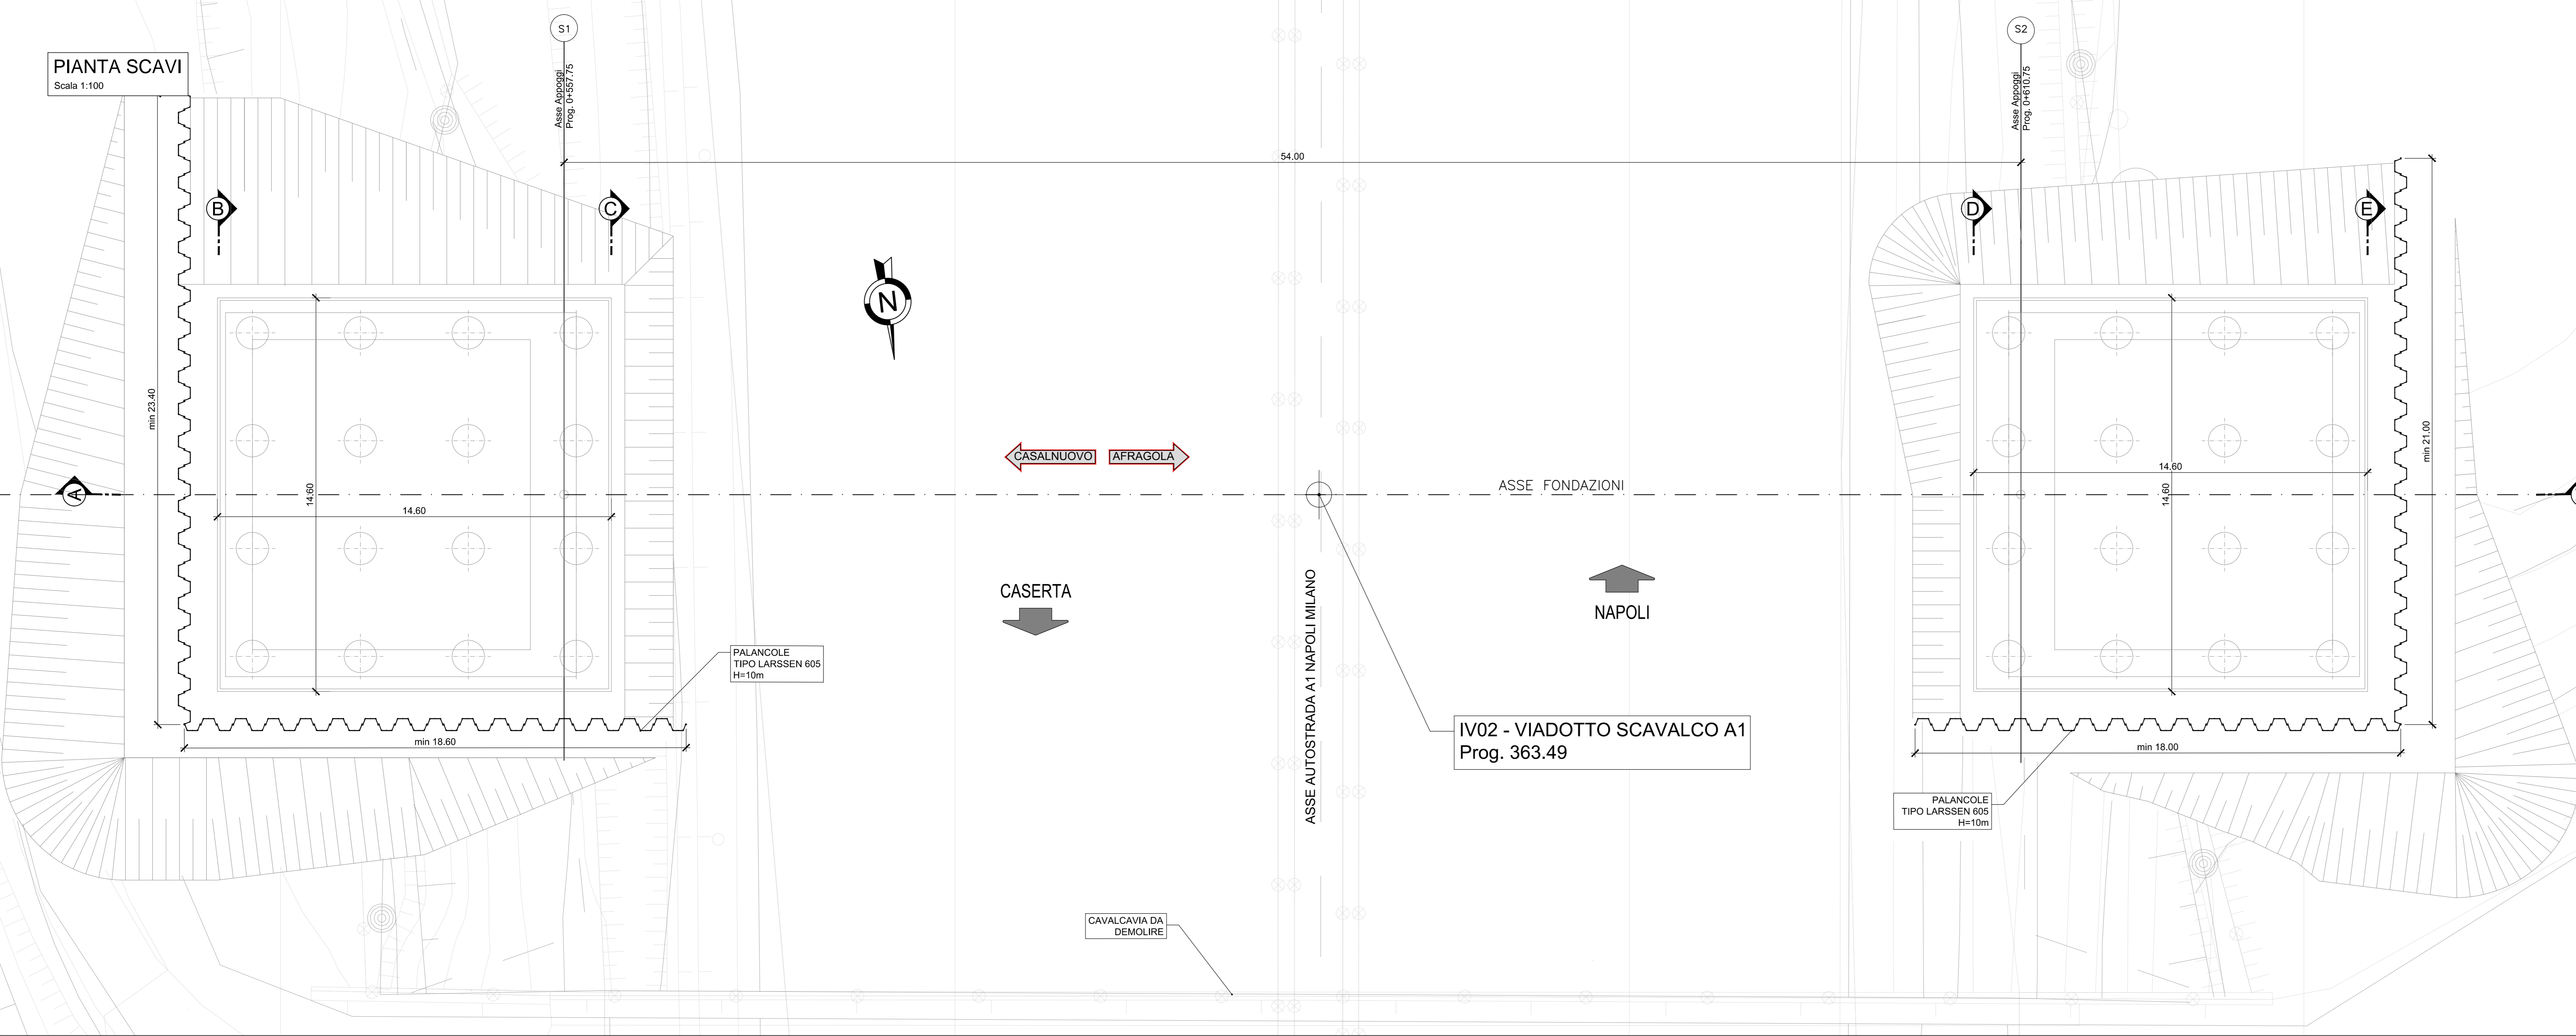 S1
S2
PIANTA SCAVI
Scala 1:100
Asse Appoggi
Prog. 0+557.75
Asse Appoggi
Prog. 0+610.75
54.00
B
C
D
E
N
min 23.40
14.60
14.60
CASALNUOVO
AFRAGOLA
14.60
14.60
min 21.00
A
ASSE FONDAZIONI
CASERTA
NAPOLI
ASSE AUTOSTRADA A1 NAPOLI MILANO
PALANCOLE
TIPO LARSSEN 605
H=10m
min 18.60
IV02 - VIADOTTO SCAVALCO A1
Prog. 363.49
min 18.00
PALANCOLE
TIPO LARSSEN 605
H=10m
CAVALCAVIA DA
DEMOLIRE